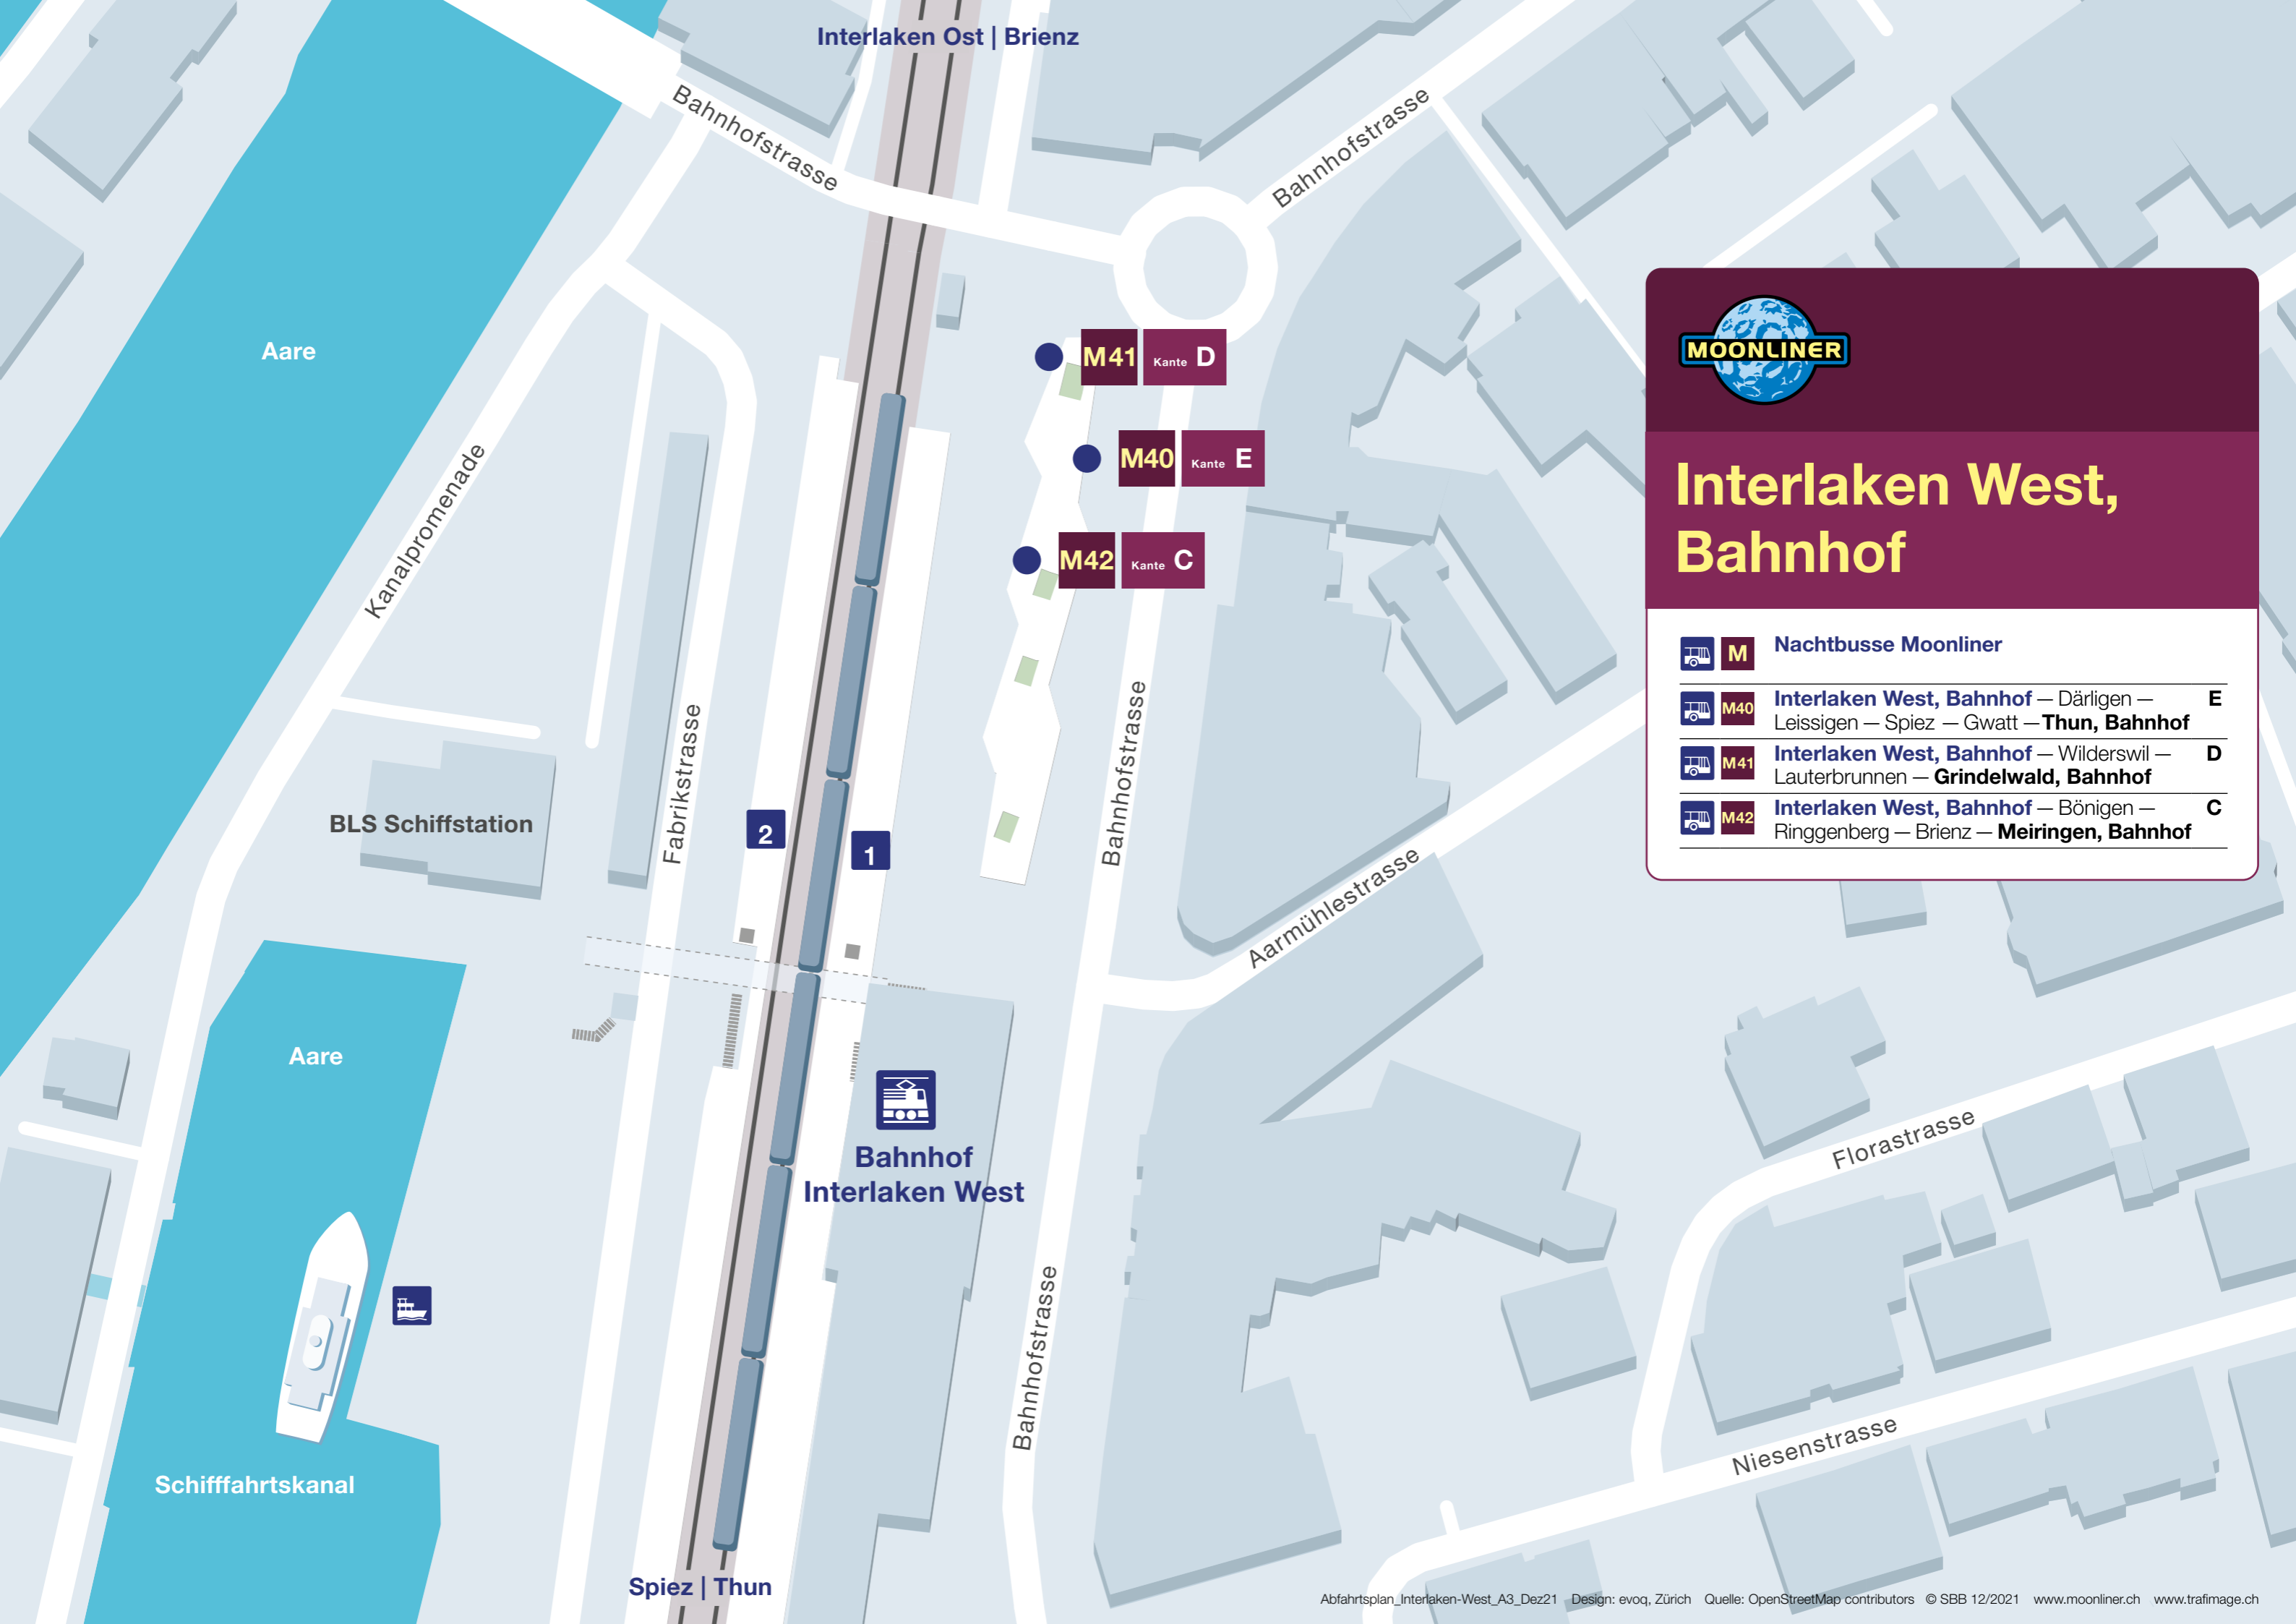 Interlaken Ost | Brienz
Bahnhofstrasse
Bahnhofstrasse
Aare
M41 Kante D
M40 Kante E
M42 Kante C
Kanalpromenade
Fabrikstrasse
Bahnhofstrasse
BLS Schiffstation
2
1
Aarmühlestrasse
Aare
Bahnhof
Interlaken West
Bahnhofstrasse
Schifffahrtskanal
Spiez | Thun
Florastrasse
Niesenstrasse
MOONLINER
Interlaken West,
Bahnhof
M Nachtbusse Moonliner
M40 Interlaken West, Bahnhof — Därligen — E
Leissigen — Spiez — Gwatt — Thun, Bahnhof
M41 Interlaken West, Bahnhof — Wilderswil — D
Lauterbrunnen — Grindelwald, Bahnhof
M42 Interlaken West, Bahnhof — Bönigen — C
Ringgenberg — Brienz — Meiringen, Bahnhof
Abfahrtsplan_Interlaken-West_A3_Dez21 Design: evoq, Zürich Quelle: OpenStreetMap contributors © SBB 12/2021 www.moonliner.ch www.trafimage.ch